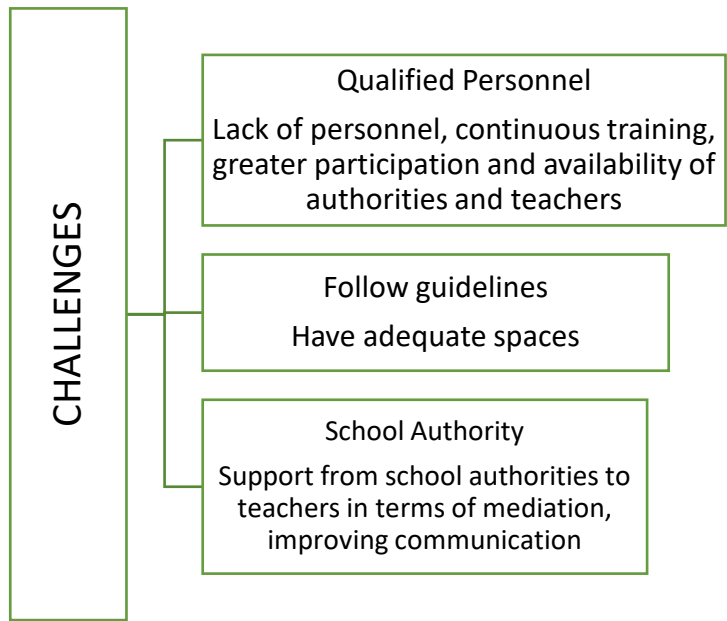 CHALLENGES
Qualified Personnel
Lack of personnel, continuous training,
greater participation and availability of
authorities and teachers
Follow guidelines
Have adequate spaces
School Authority
Support from school authorities to
teachers in terms of mediation,
improving communication